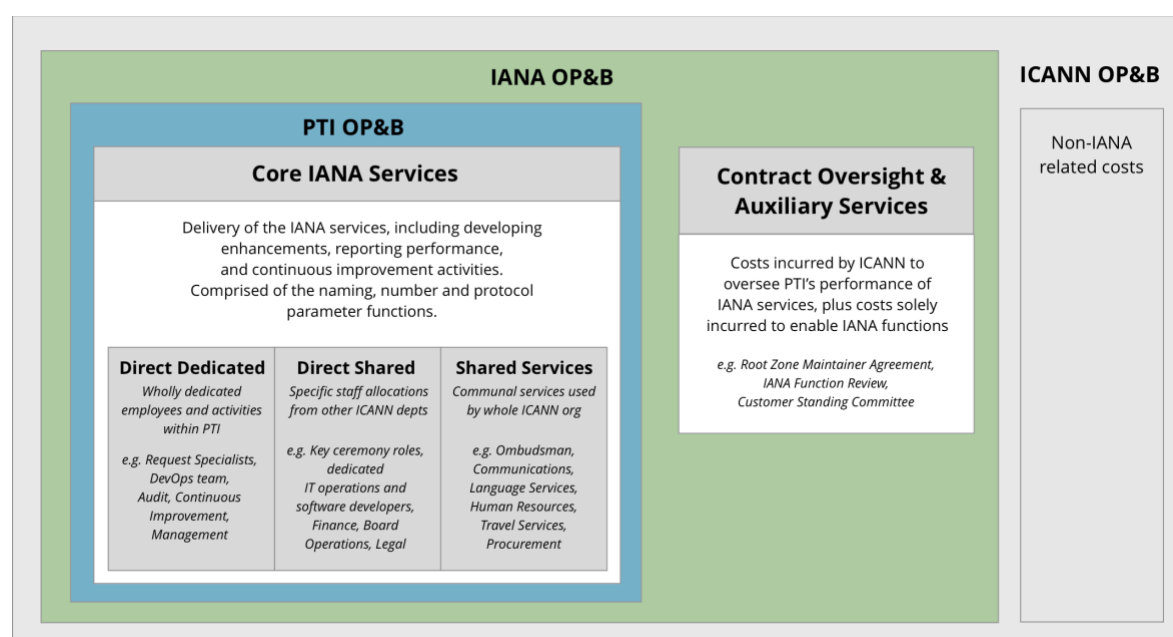 IANA OP&B
ICANN OP&B
PTI OP&B
Core IANA Services
Delivery of the IANA services, including developing
enhancements, reporting performance,
and continuous improvement activities.
Comprised of the naming, number and protocol
parameter functions.
Direct Dedicated
Wholly dedicated
employees and activities
within PTI
e.g. Request Specialists,
DevOps team,
Audit, Continuous
Improvement,
Management
Direct Shared
Specific staff allocations
from other ICANN depts
e.g. Key ceremony roles,
dedicated
IT operations and
software developers,
Finance, Board
Operations, Legal
Shared Services
Communal services used
by whole ICANN org
e.g. Ombudsman,
Communications,
Language Services,
Human Resources,
Travel Services,
Procurement
Contract Oversight &
Auxiliary Services
Costs incurred by ICANN to
oversee PTI's performance of
IANA services, plus costs solely
incurred to enable IANA functions
e.g. Root Zone Maintainer Agreement,
IANA Function Review,
Customer Standing Committee
Non-IANA
related costs